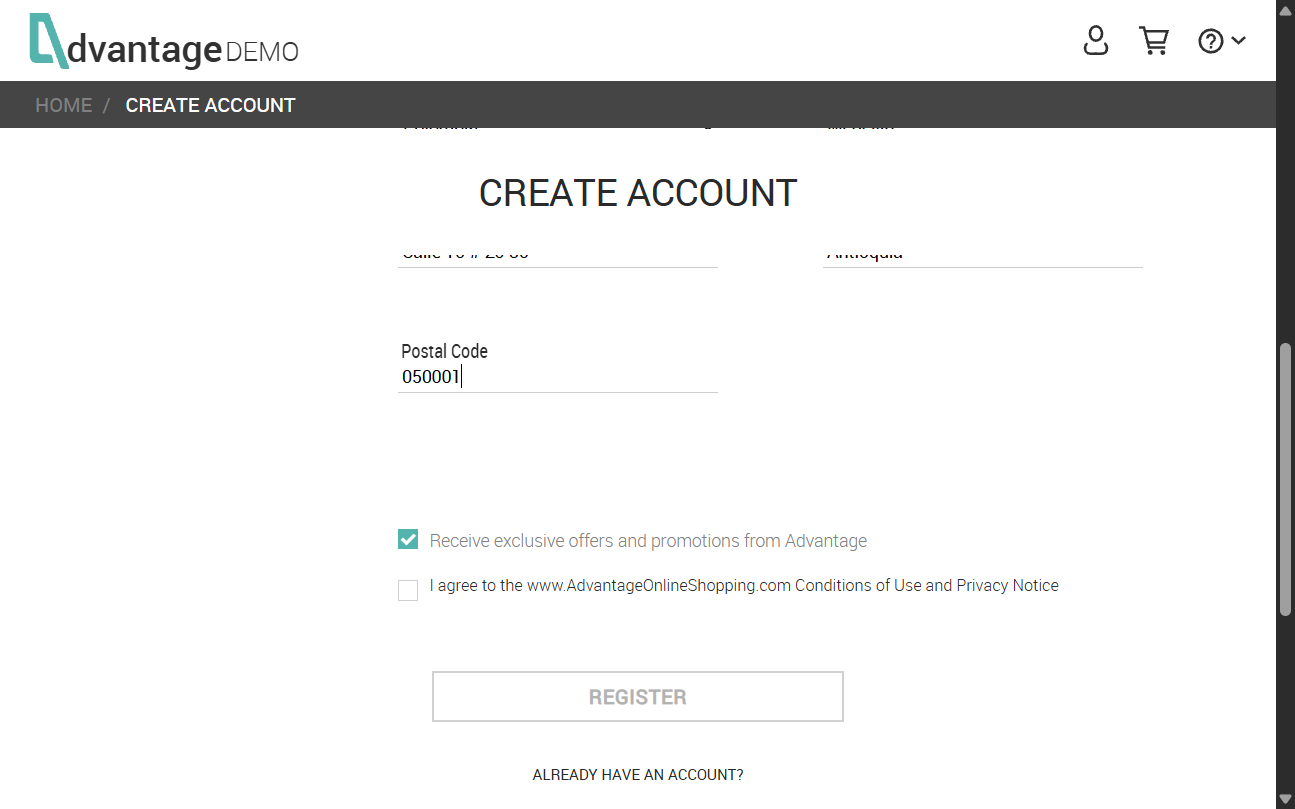 Advantage DEMO
HOME / CREATE ACCOUNT
CREATE ACCOUNT
Antioquia
Postal Code
050001
Receive exclusive offers and promotions from Advantage
I agree to the www.AdvantageOnlineShopping.com Conditions of Use and Privacy Notice
REGISTER
ALREADY HAVE AN ACCOUNT?